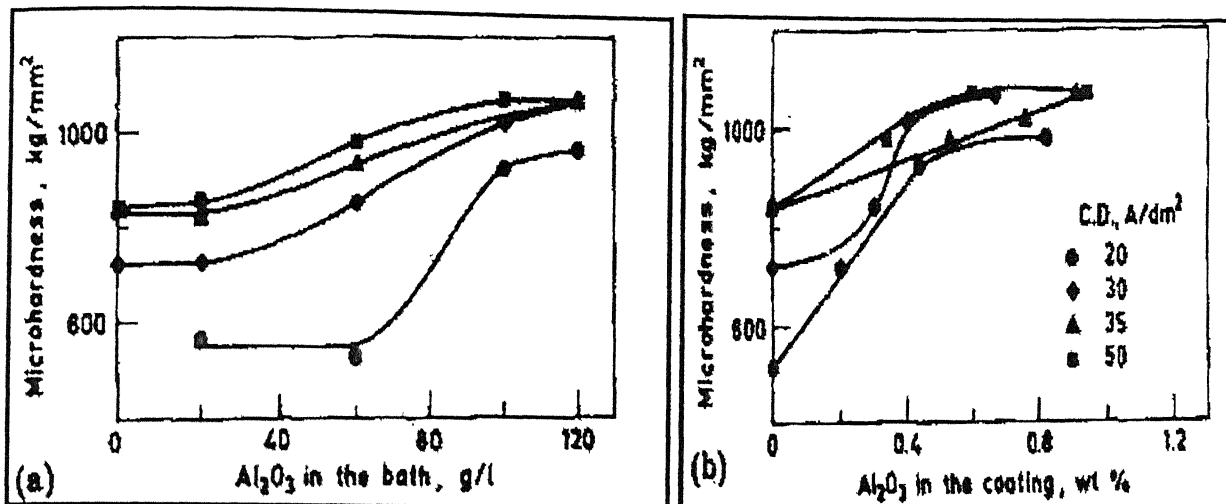 Microhardness, kg/mm²
1000
600
0
40
80
120
Al₂O₃ in the bath, g/l
(a)
Microhardness, kg/mm²
1000
600
C.D., A/dm²
20
30
35
50
0
0.4
0.8
1.2
Al₂O₃ in the coating, wt %
(b)